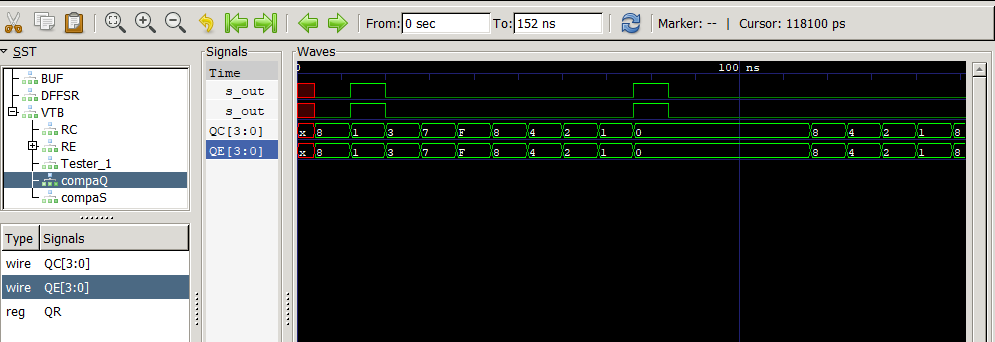 From: 0 sec To: 152 ns Marker: -- | Cursor: 118100 ps
SST
BUF
DFFSR
VTB
RC
RE
Tester_1
compaQ
compaS
Type Signals
wire QC[3:0]
wire QE[3:0]
reg QR
Signals
Time
s_out
s_out
QC[3:0]
QE[3:0]
Waves
0 100 ns
x 8 1 3 7 F 8 4 2 1 0 8 4 2 1 8
x 8 1 3 7 F 8 4 2 1 0 8 4 2 1 8